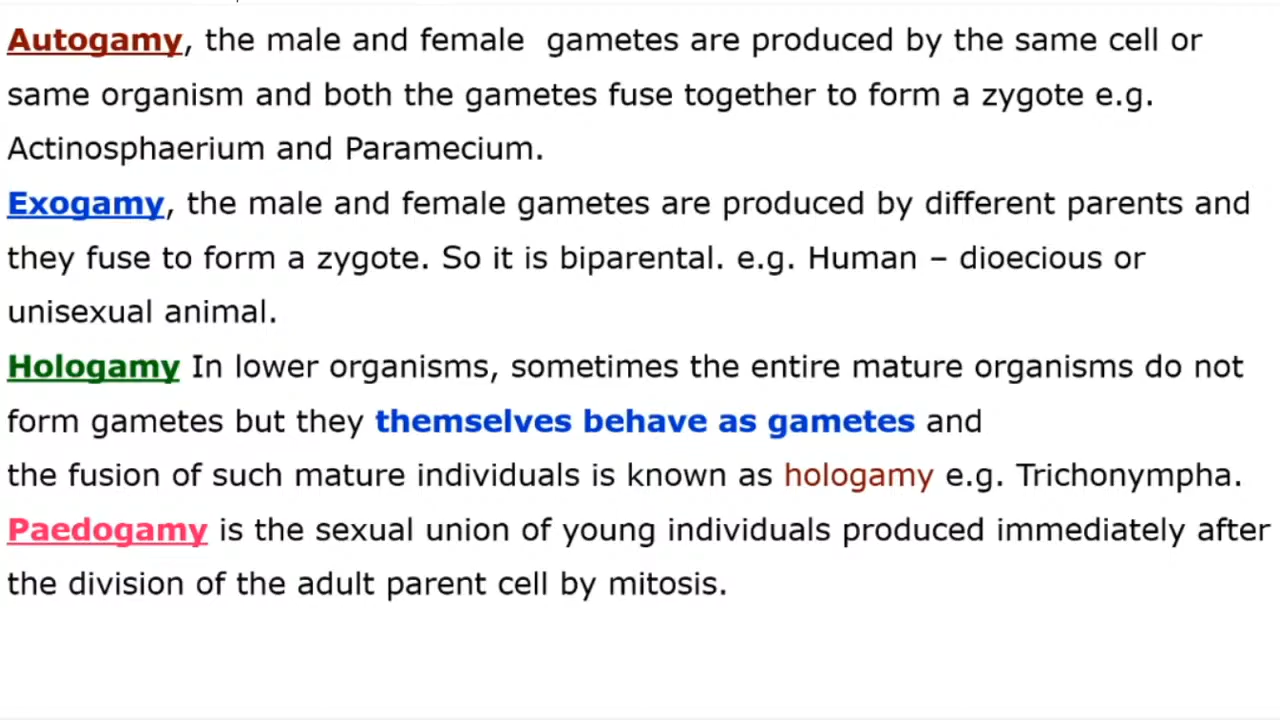 Autogamy, the male and female gametes are produced by the same cell or
same organism and both the gametes fuse together to form a zygote e.g.
Actinosphaerium and Paramecium.
Exogamy, the male and female gametes are produced by different parents and
they fuse to form a zygote. So it is biparental. e.g. Human – dioecious or
unisexual animal.
Hologamy In lower organisms, sometimes the entire mature organisms do not
form gametes but they themselves behave as gametes and
the fusion of such mature individuals is known as hologamy e.g. Trichonympha.
Paedogamy is the sexual union of young individuals produced immediately after
the division of the adult parent cell by mitosis.